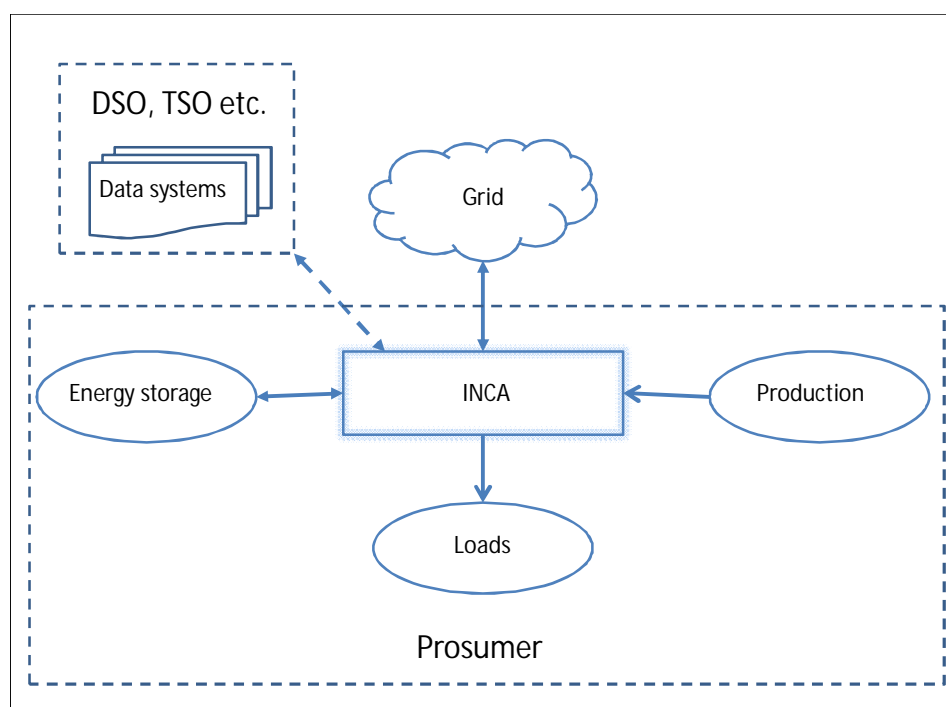 DSO, TSO etc.
Data systems
Grid
Energy storage
INCA
Production
Loads
Prosumer